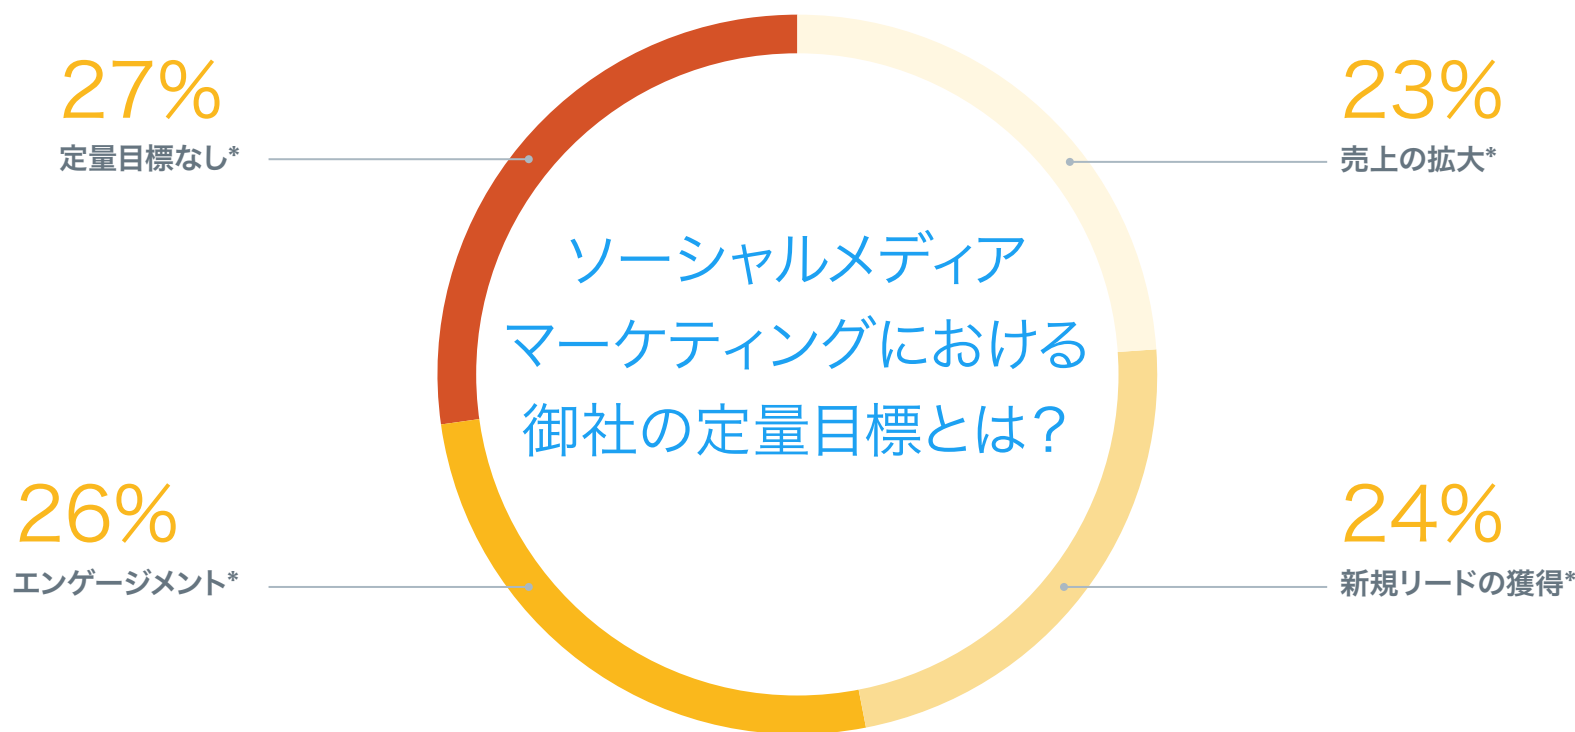 27%
定量目標なし*
23%
売上の拡大*
ソーシャルメディア
マーケティングにおける
御社の定量目標とは？
26%
エンゲージメント*
24%
新規リードの獲得*